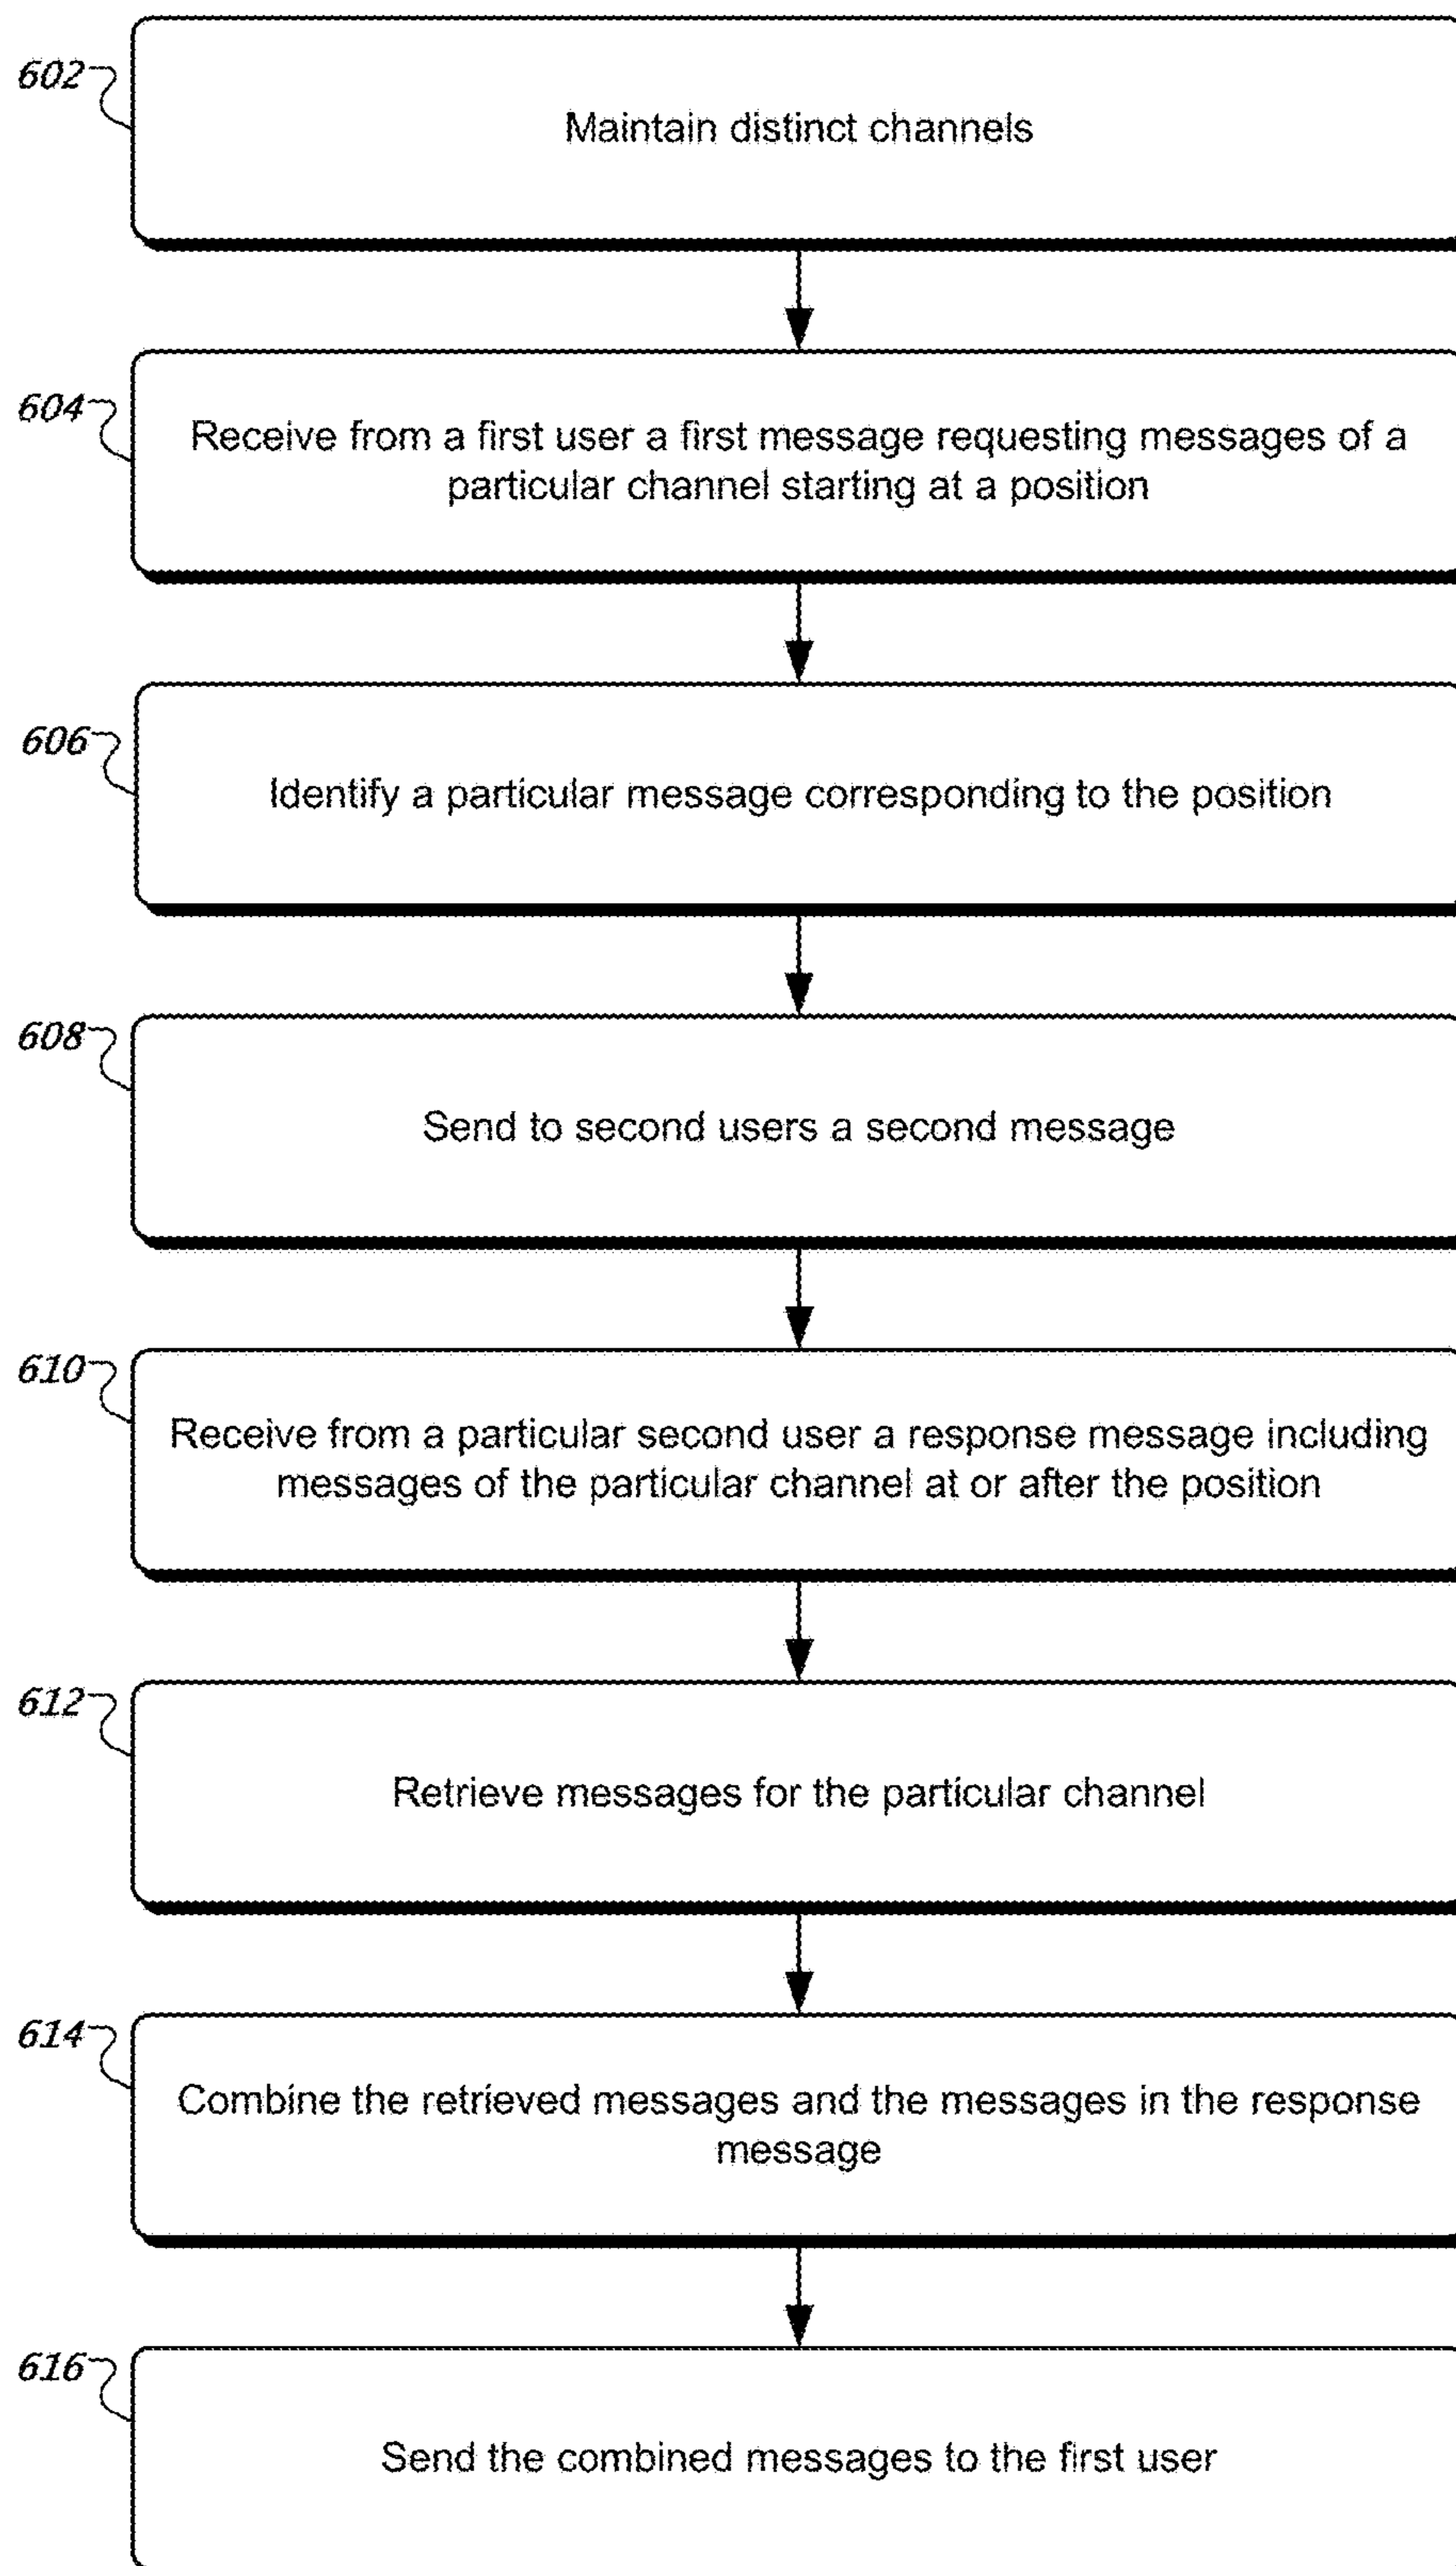 602
Maintain distinct channels
604
Receive from a first user a first message requesting messages of a
particular channel starting at a position
606
Identify a particular message corresponding to the position
608
Send to second users a second message
610
Receive from a particular second user a response message including
messages of the particular channel at or after the position
612
Retrieve messages for the particular channel
614
Combine the retrieved messages and the messages in the response
message
616
Send the combined messages to the first user